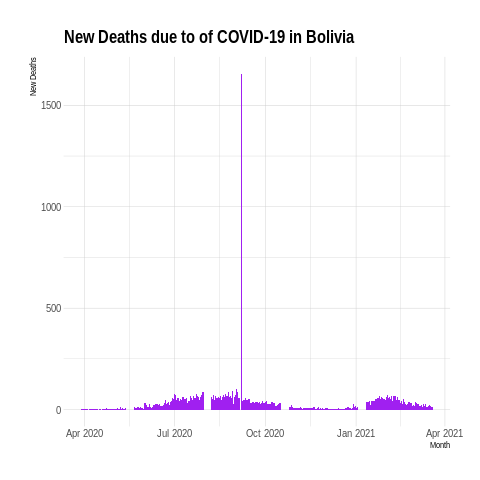 New Deaths due to of COVID-19 in Bolivia
New Deaths
1500
1000
500
0
Apr 2020 Jul 2020 Oct 2020 Jan 2021 Apr 2021
Month